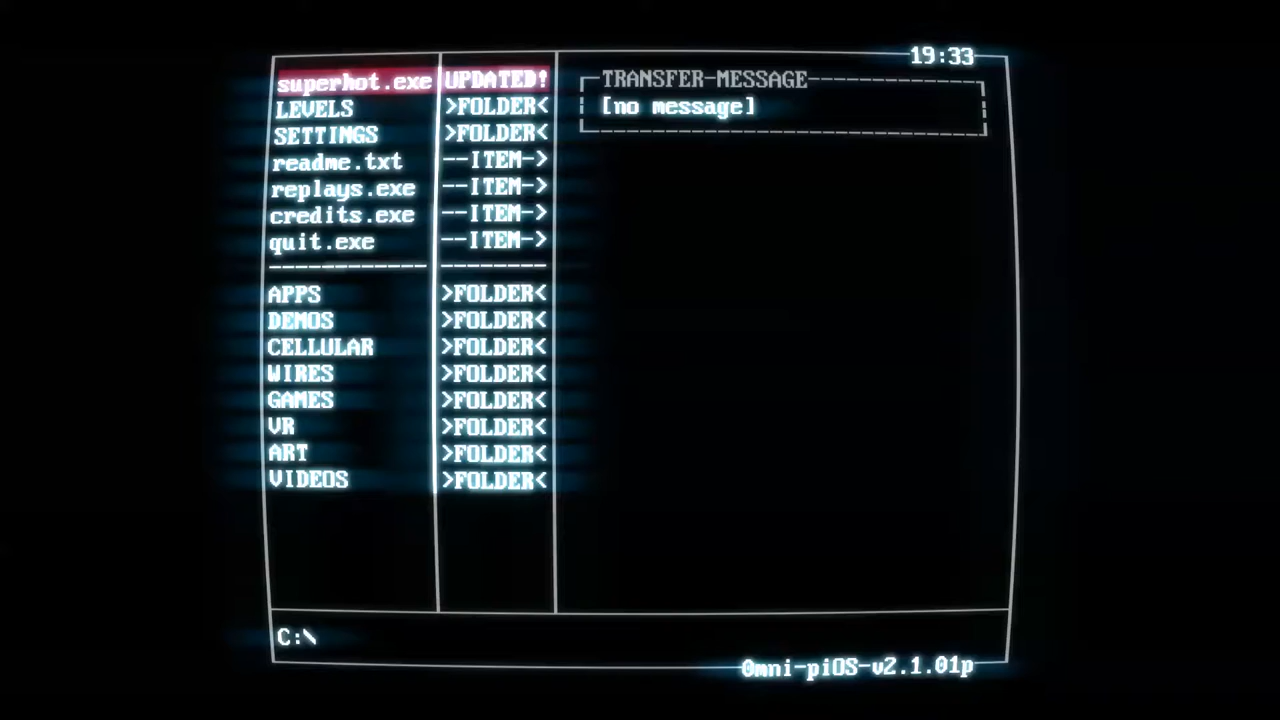 19:33
superhot.exe UPDATED! TRANSFER-MESSAGE
LEVELS >FOLDER< [no message]
SETTINGS >FOLDER<
readme.txt --ITEM->
replays.exe --ITEM->
credits.exe --ITEM->
quit.exe --ITEM->
APPS >FOLDER<
DEMOS >FOLDER<
CELLULAR >FOLDER<
WIRES >FOLDER<
GAMES >FOLDER<
VR >FOLDER<
ART >FOLDER<
VIDEOS >FOLDER<
C:\
0mni-piOS-v2.1.01p